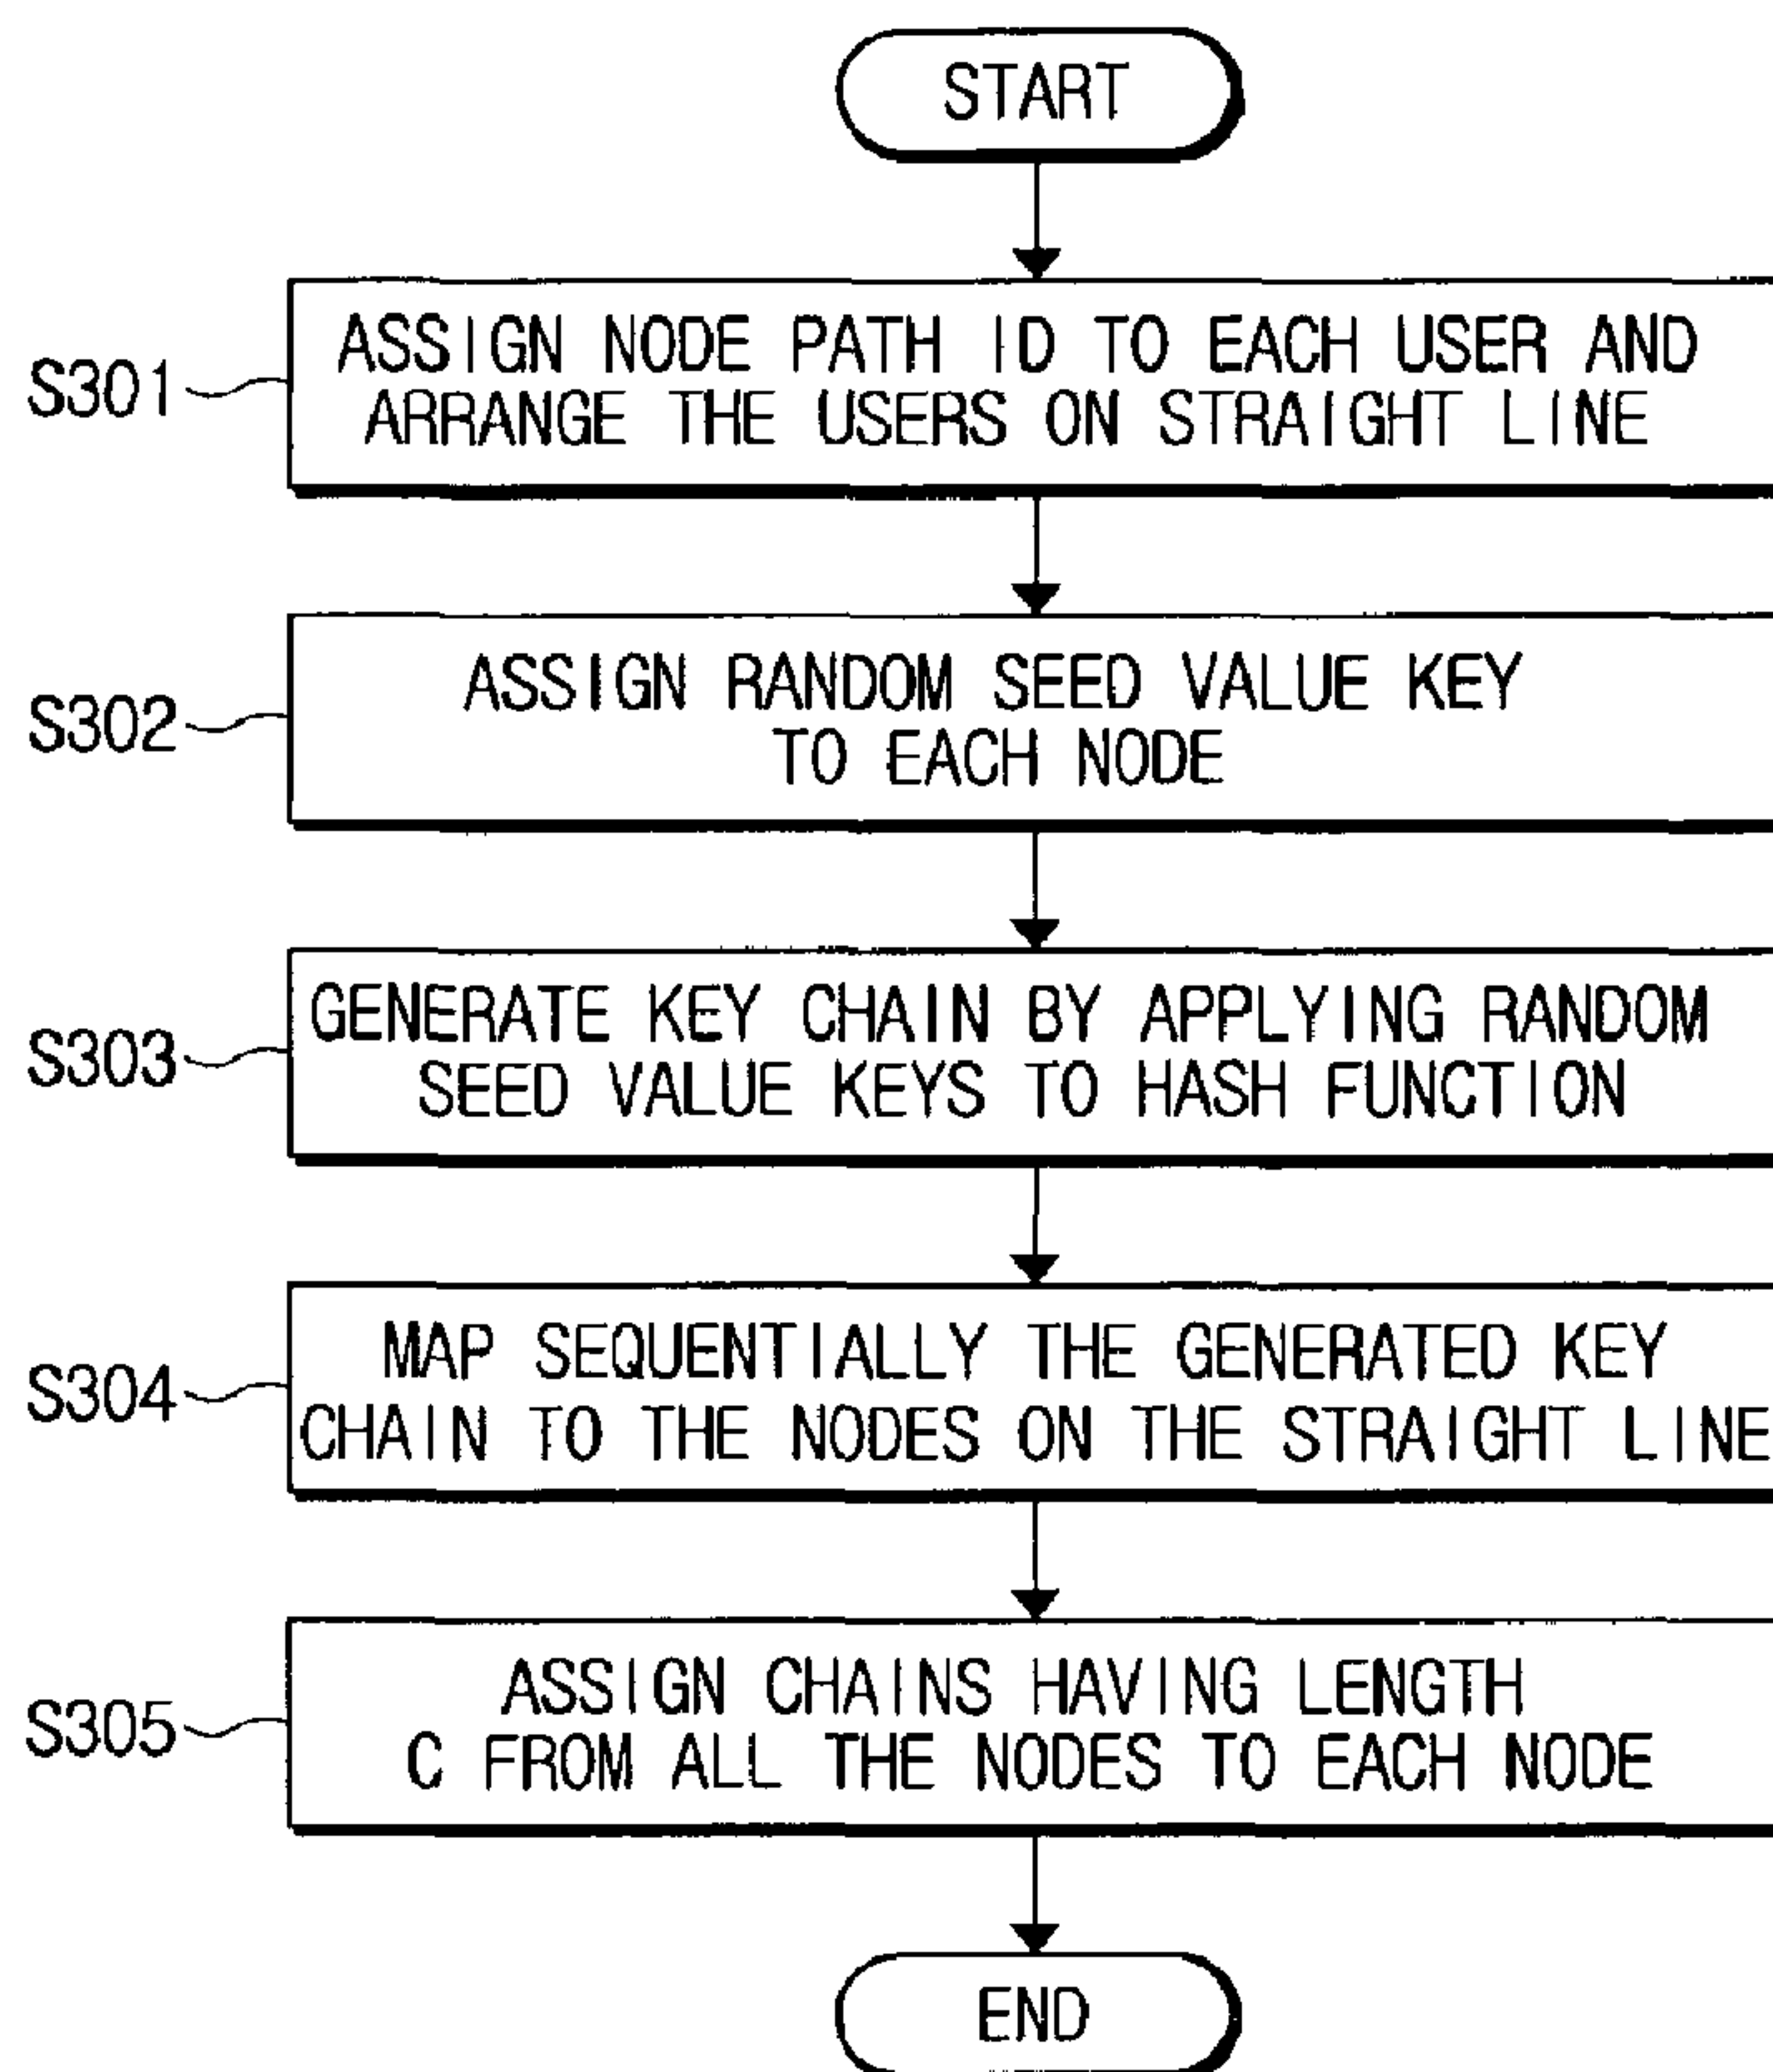 START
S301
ASSIGN NODE PATH ID TO EACH USER AND
ARRANGE THE USERS ON STRAIGHT LINE
S302
ASSIGN RANDOM SEED VALUE KEY
TO EACH NODE
S303
GENERATE KEY CHAIN BY APPLYING RANDOM
SEED VALUE KEYS TO HASH FUNCTION
S304
MAP SEQUENTIALLY THE GENERATED KEY
CHAIN TO THE NODES ON THE STRAIGHT LINE
S305
ASSIGN CHAINS HAVING LENGTH
C FROM ALL THE NODES TO EACH NODE
END